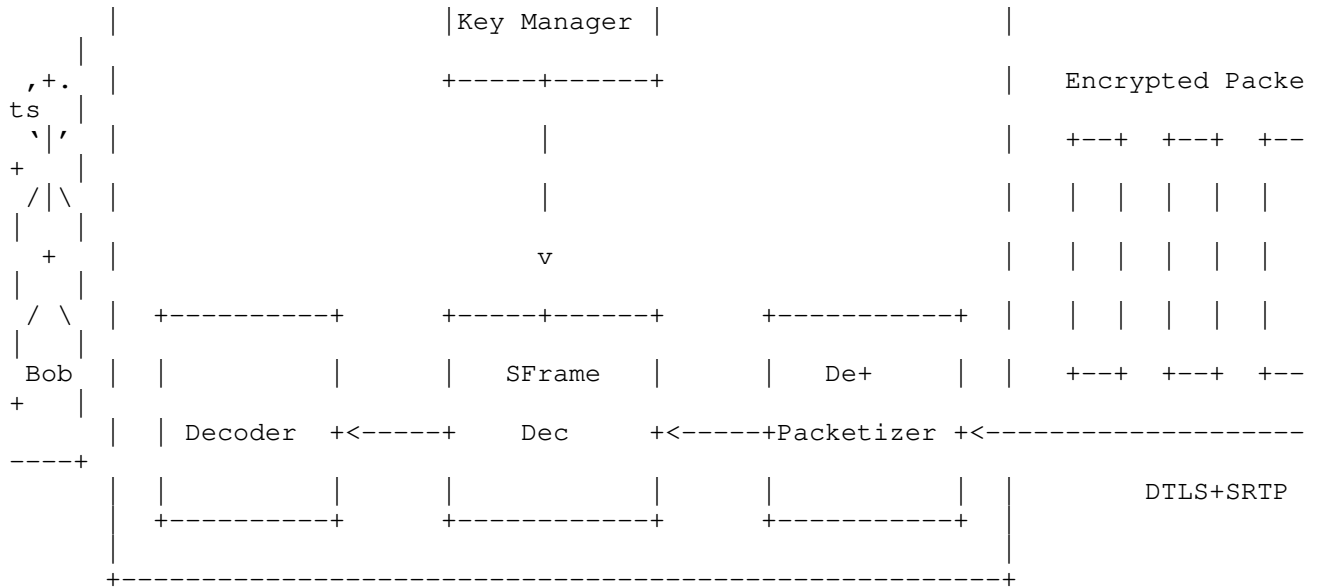 Key Manager
Encrypted Packe
ts
Bob
SFrame
De+
Decoder
Dec
Packetizer
DTLS+SRTP